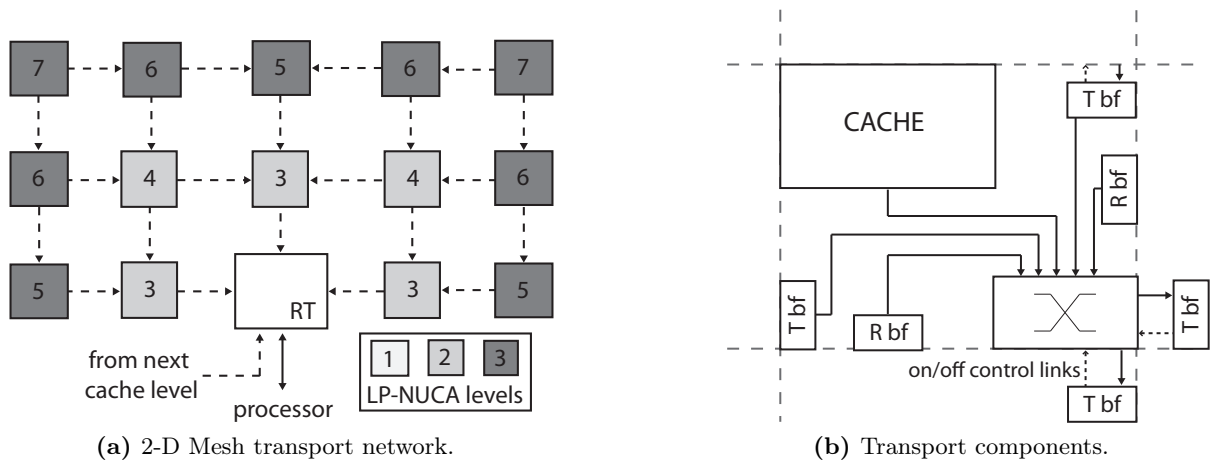 7 6 5 6 7
6 4 3 4 6
5 3 RT 3 5
from next
cache level
processor
1 2 3
LP-NUCA levels
(a) 2-D Mesh transport network.
CACHE
T bf
R bf
T bf
R bf
T bf
on/off control links
T bf
(b) Transport components.